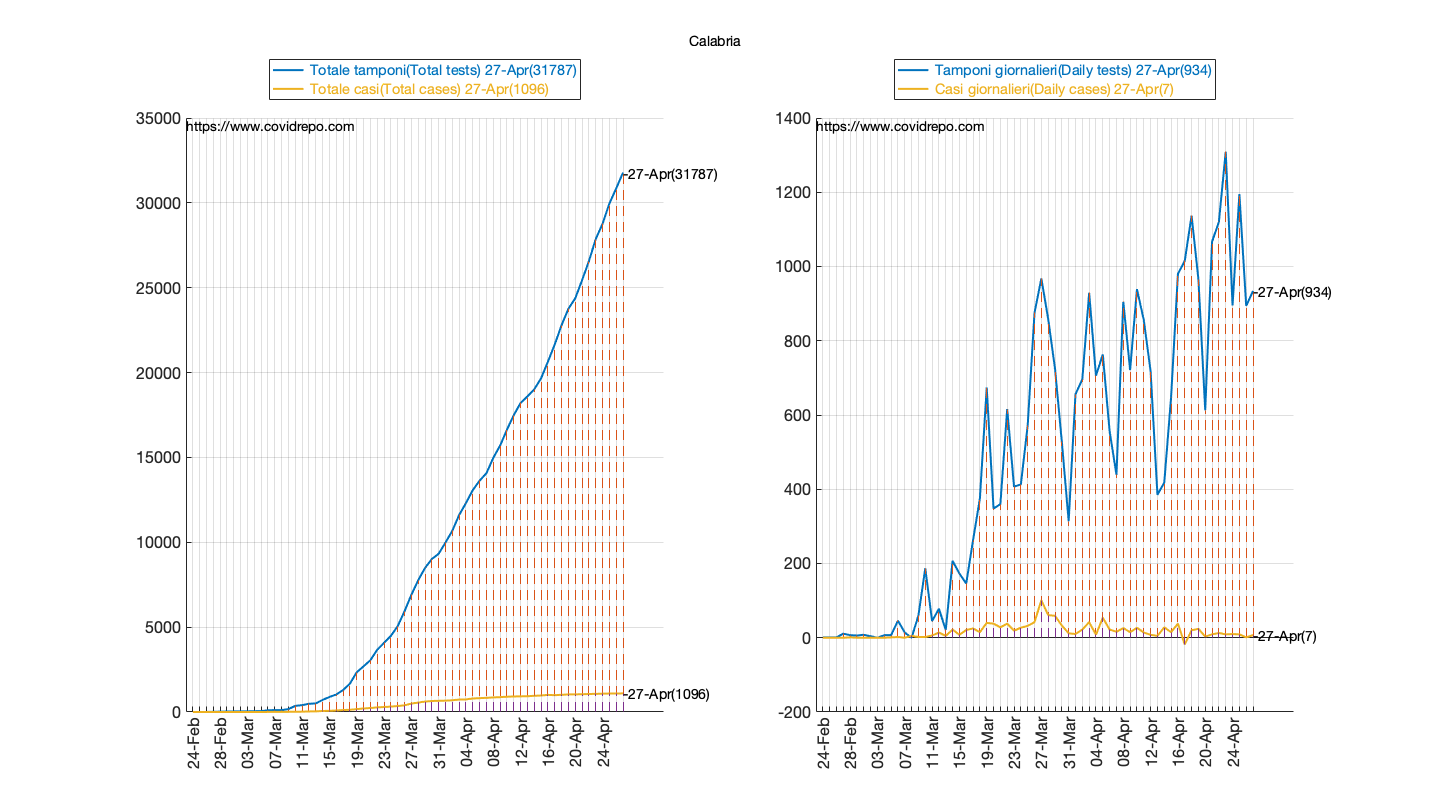 Calabria
Totale tamponi(Total tests) 27-Apr(31787)
Totale casi(Total cases) 27-Apr(1096)
https://www.covidrepo.com
35000
30000
25000
20000
15000
10000
5000
0
27-Apr(31787)
27-Apr(1096)
24-Feb
28-Feb
03-Mar
07-Mar
11-Mar
15-Mar
19-Mar
23-Mar
27-Mar
31-Mar
04-Apr
08-Apr
12-Apr
16-Apr
20-Apr
24-Apr
Tamponi giornalieri(Daily tests) 27-Apr(934)
Casi giornalieri(Daily cases) 27-Apr(7)
https://www.covidrepo.com
1400
1200
1000
800
600
400
200
0
-200
27-Apr(934)
27-Apr(7)
24-Feb
28-Feb
03-Mar
07-Mar
11-Mar
15-Mar
19-Mar
23-Mar
27-Mar
31-Mar
04-Apr
08-Apr
12-Apr
16-Apr
20-Apr
24-Apr